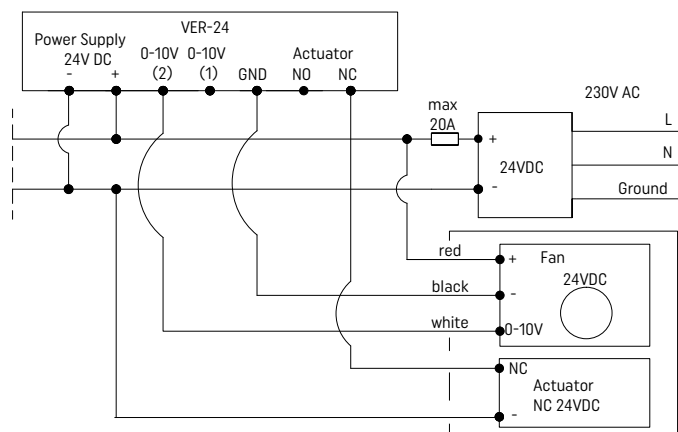 VER-24
Power Supply
24V DC
0-10V 0-10V
(2) (1)
Actuator
- + GND NO NC
max
20A
230V AC
L
N
Ground
+
24VDC
-
red
+ Fan
24VDC
black
-
white
0-10V
NC
Actuator
NC 24VDC
-